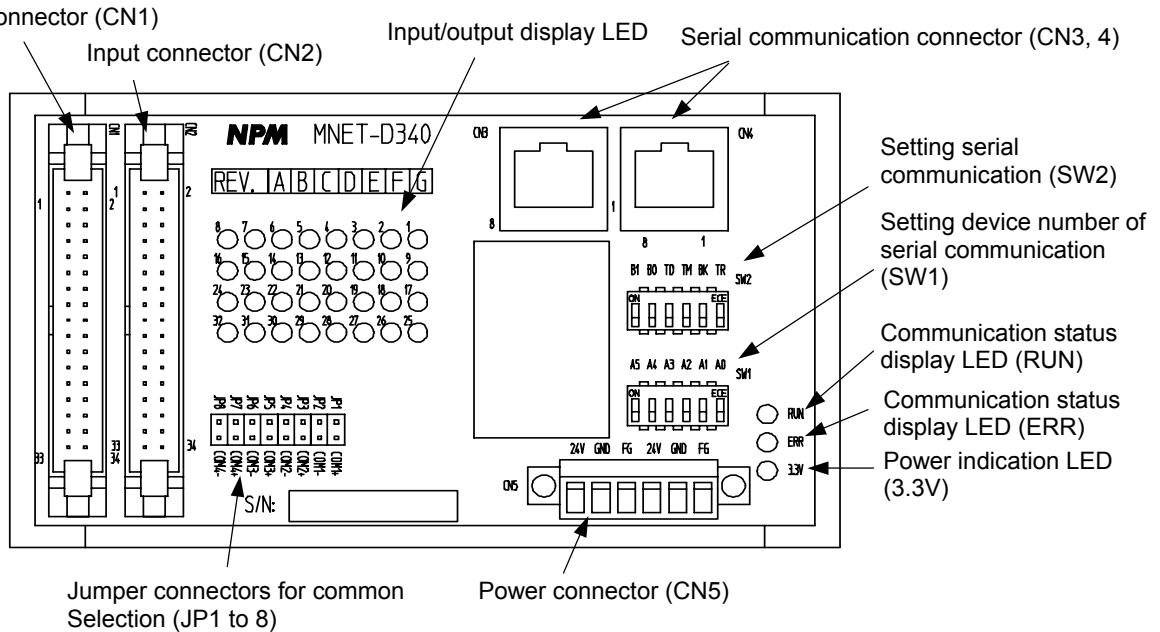 onnector (CN1)
Input connector (CN2)
Input/output display LED
Serial communication connector (CN3, 4)
CN1
CN2
NPM MNET-D340
CN3
CN4
REV. A B C D E F G
1
2
1
2
8
1
8
1
8 7 6 5 4 3 2 1
16 15 14 13 12 11 10 9
24 23 22 21 20 19 18 17
32 31 30 29 28 27 26 25
Setting serial
communication (SW2)
B1 B0 TD TM BK TR
SW2
ON ECE
Setting device number of
serial communication
(SW1)
A5 A4 A3 A2 A1 A0
SW1
ON ECE
Communication status
display LED (RUN)
RUN
Communication status
display LED (ERR)
ERR
Power indication LED
(3.3V)
3.3V
JP8 JP7 JP6 JP5 JP4 JP3 JP2 JP1
33
34
33
34
24V GND FG 24V GND FG
CN5
S/N:
Jumper connectors for common
Selection (JP1 to 8)
Power connector (CN5)